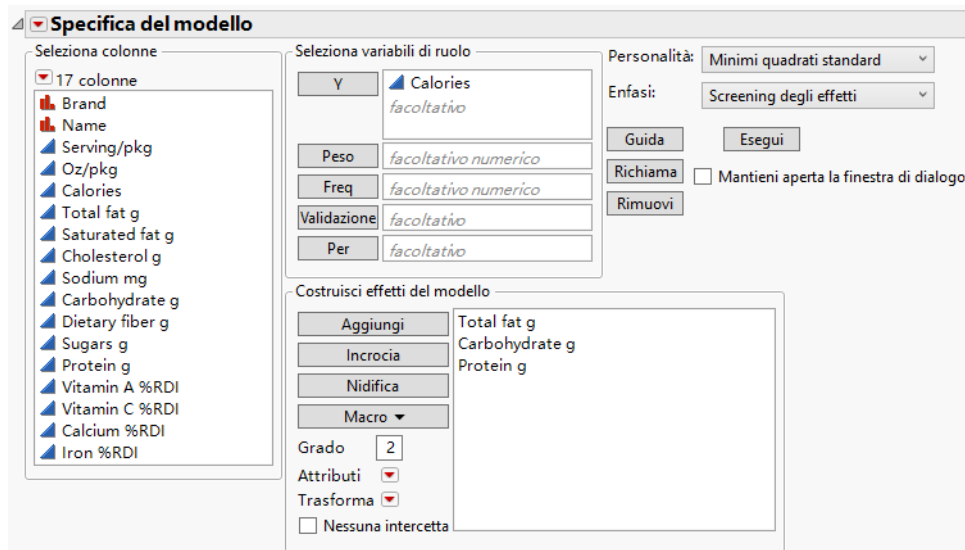 Specifica del modello
Seleziona colonne
17 colonne
Brand
Name
Serving/pkg
Oz/pkg
Calories
Total fat g
Saturated fat g
Cholesterol g
Sodium mg
Carbohydrate g
Dietary fiber g
Sugars g
Protein g
Vitamin A %RDI
Vitamin C %RDI
Calcium %RDI
Iron %RDI
Seleziona variabili di ruolo
Y
Calories
facoltativo
Peso
facoltativo numerico
Freq
facoltativo numerico
Validazione
facoltativo
Per
facoltativo
Personalità:
Minimi quadrati standard
Enfasi:
Screening degli effetti
Guida
Esegui
Richiama
Mantieni aperta la finestra di dialogo
Rimuovi
Costruisci effetti del modello
Aggiungi
Incrocia
Nidifica
Macro
Grado 2
Attributi
Trasforma
Nessuna intercetta
Total fat g
Carbohydrate g
Protein g